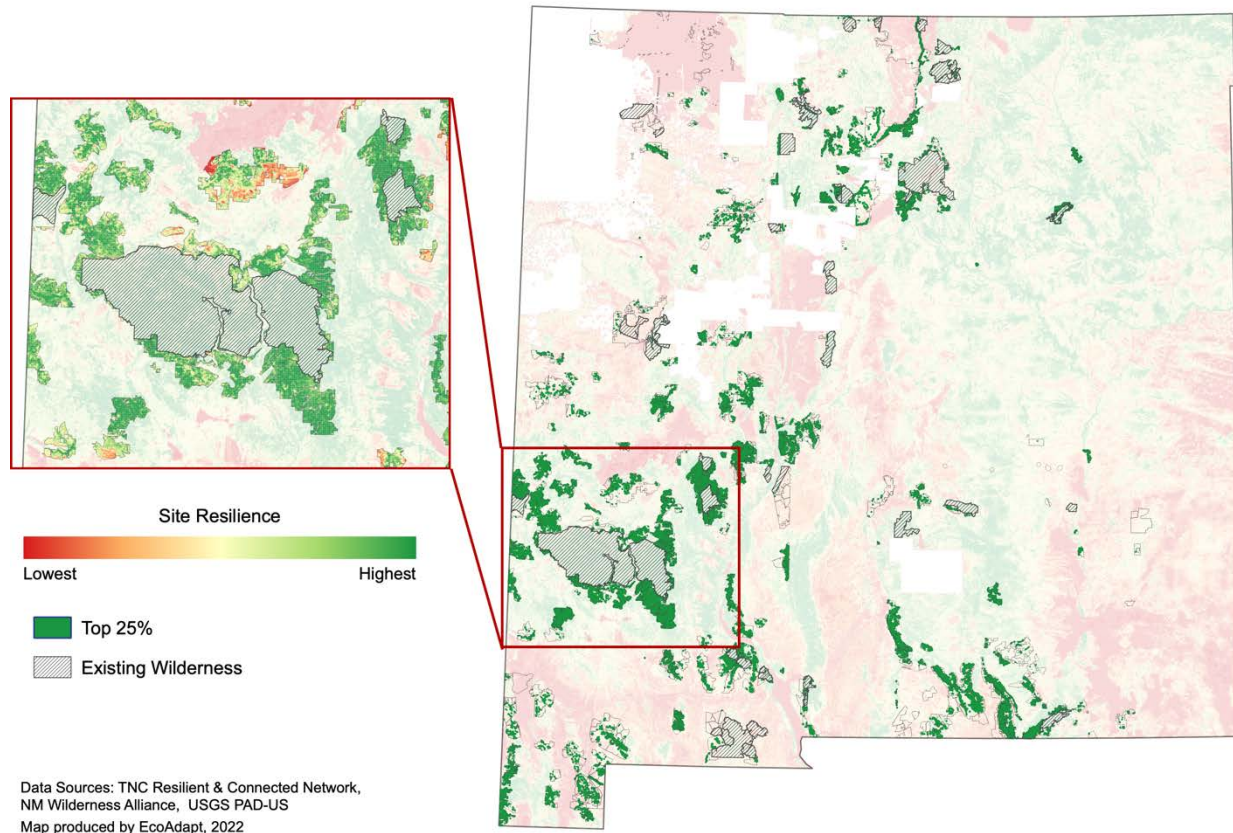 Site Resilience
Lowest Highest
Top 25%
Existing Wilderness
Data Sources: TNC Resilient & Connected Network,
NM Wilderness Alliance, USGS PAD-US
Map produced by EcoAdapt, 2022